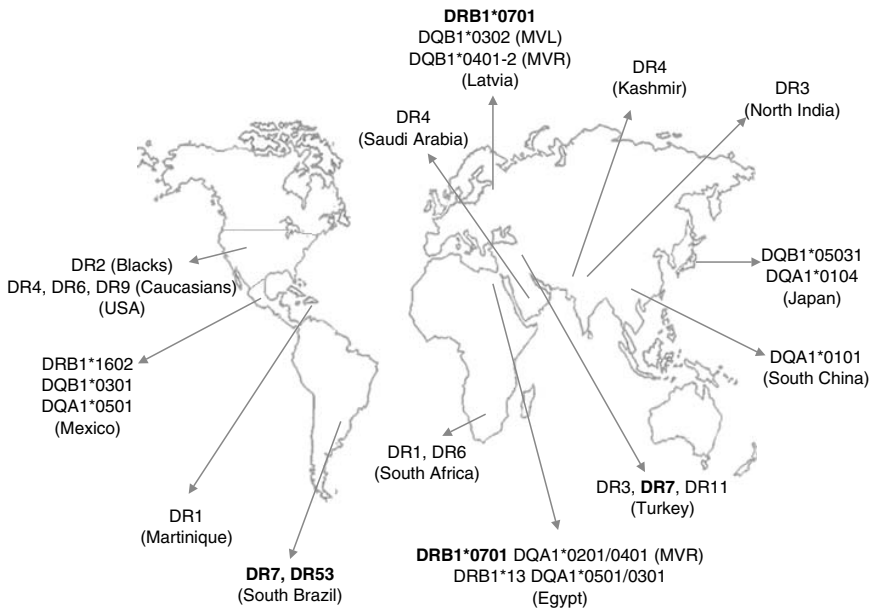 DRB1*0701
DQB1*0302 (MVL)
DQB1*0401-2 (MVR)
(Latvia)
DR4
(Saudi Arabia)
DR4
(Kashmir)
DR3
(North India)
DR2 (Blacks)
DR4, DR6, DR9 (Caucasians)
(USA)
DQB1*05031
DQA1*0104
(Japan)
DRB1*1602
DQB1*0301
DQA1*0501
(Mexico)
DQA1*0101
(South China)
DR1, DR6
(South Africa)
DR3, DR7, DR11
(Turkey)
DR1
(Martinique)
DR7, DR53
(South Brazil)
DRB1*0701 DQA1*0201/0401 (MVR)
DRB1*13 DQA1*0501/0301
(Egypt)